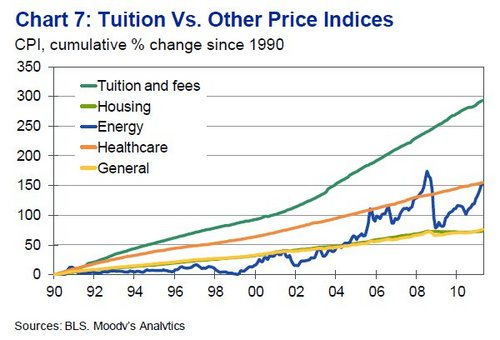 Chart 7: Tuition Vs. Other Price Indices
CPI, cumulative % change since 1990
350
300
250
200
150
100
50
0
Tuition and fees
Housing
Energy
Healthcare
General
90 92 94 96 98 00 02 04 06 08 10
Sources: BLS. Moody's Analytics